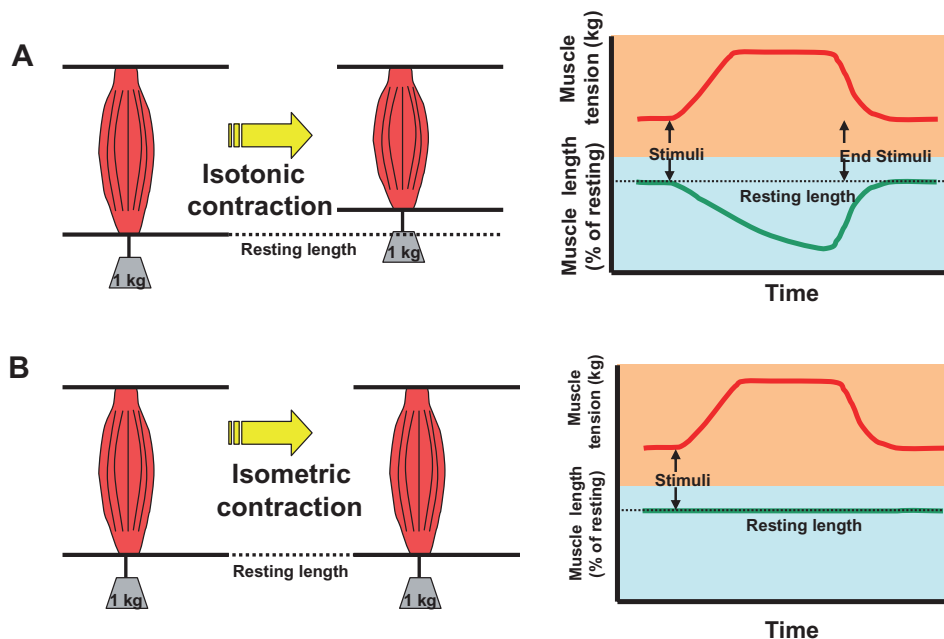 A
Isotonic
contraction
Resting length
1 kg
1 kg
Muscle
tension (kg)
Muscle length
(% of resting)
Stimuli
End Stimuli
Resting length
Time
B
Isometric
contraction
Resting length
1 kg
1 kg
Muscle
tension (kg)
Muscle length
(% of resting)
Stimuli
Resting length
Time